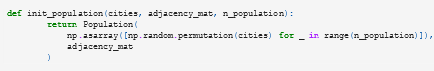 def init_population(cities, adjacency_mat, n_population):
    return Population(
        np.asarray([np.random.permutation(cities) for _ in range(n_population)]),
        adjacency_mat
    )